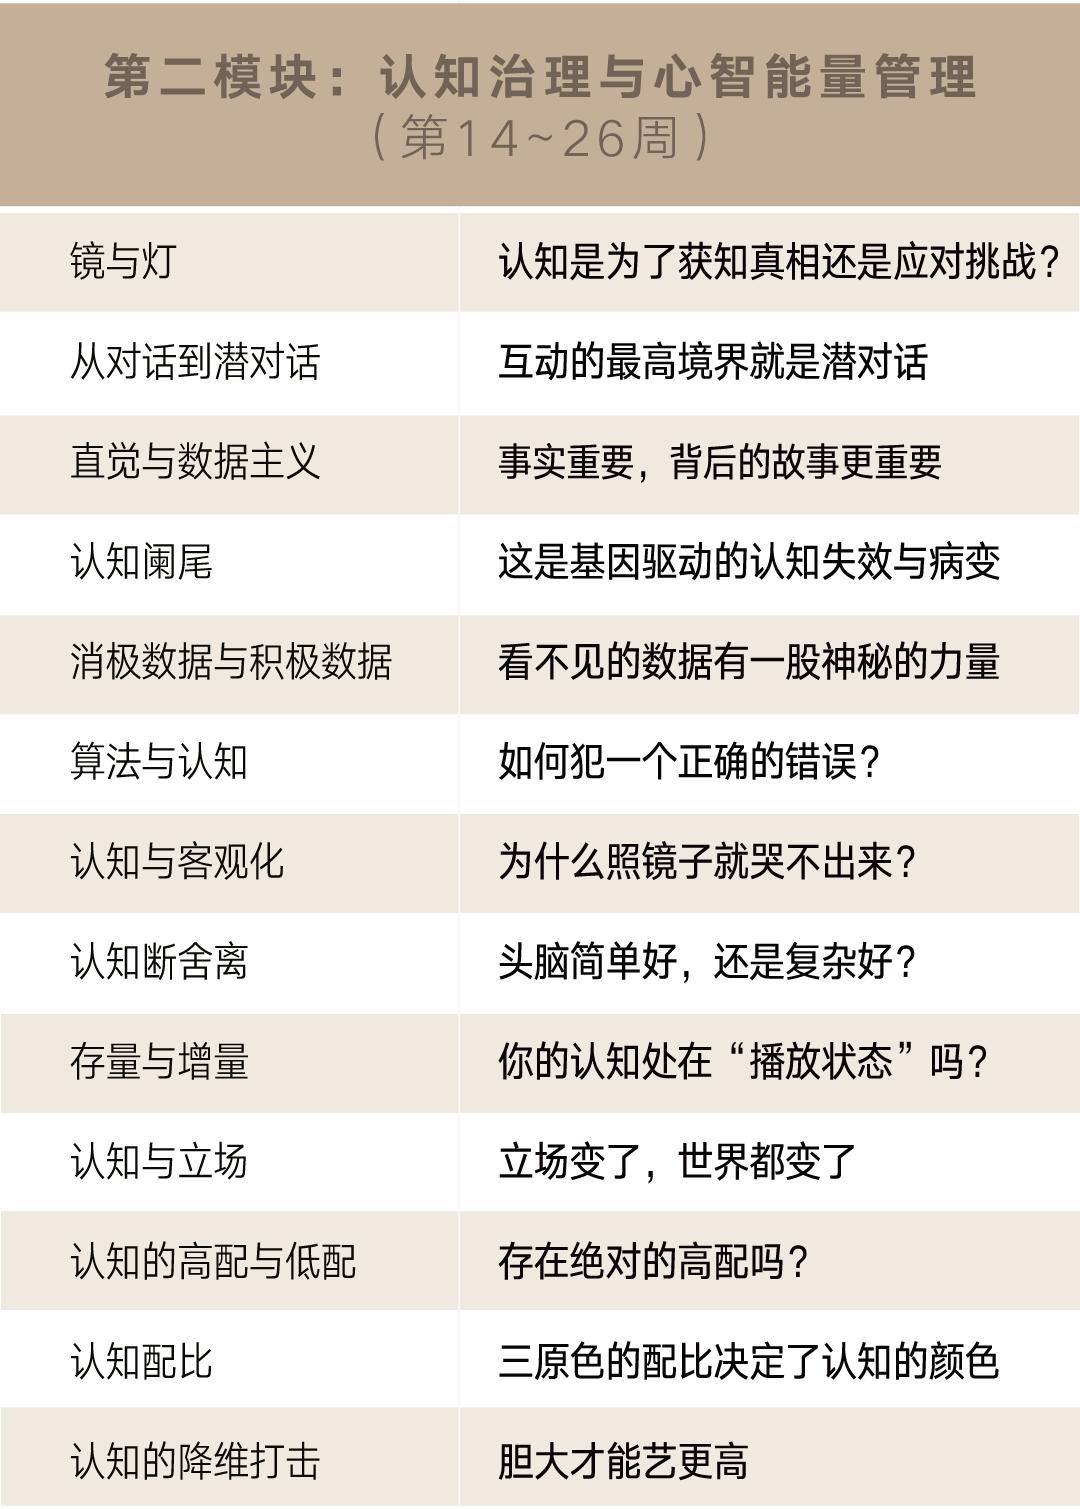 第二模块：认知治理与心智能量管理
（第14~26周）
镜与灯 认知是为了获知真相还是应对挑战？
从对话到潜对话 互动的最高境界就是潜对话
直觉与数据主义 事实重要，背后的故事更重要
认知阑尾 这是基因驱动的认知失效与病变
消极数据与积极数据 看不见的数据有一股神秘的力量
算法与认知 如何犯一个正确的错误？
认知与客观化 为什么照镜子就哭不出来？
认知断舍离 头脑简单好，还是复杂好？
存量与增量 你的认知处在“播放状态”吗？
认知与立场 立场变了，世界都变了
认知的高配与低配 存在绝对的高配吗？
认知配比 三原色的配比决定了认知的颜色
认知的降维打击 胆大才能艺更高